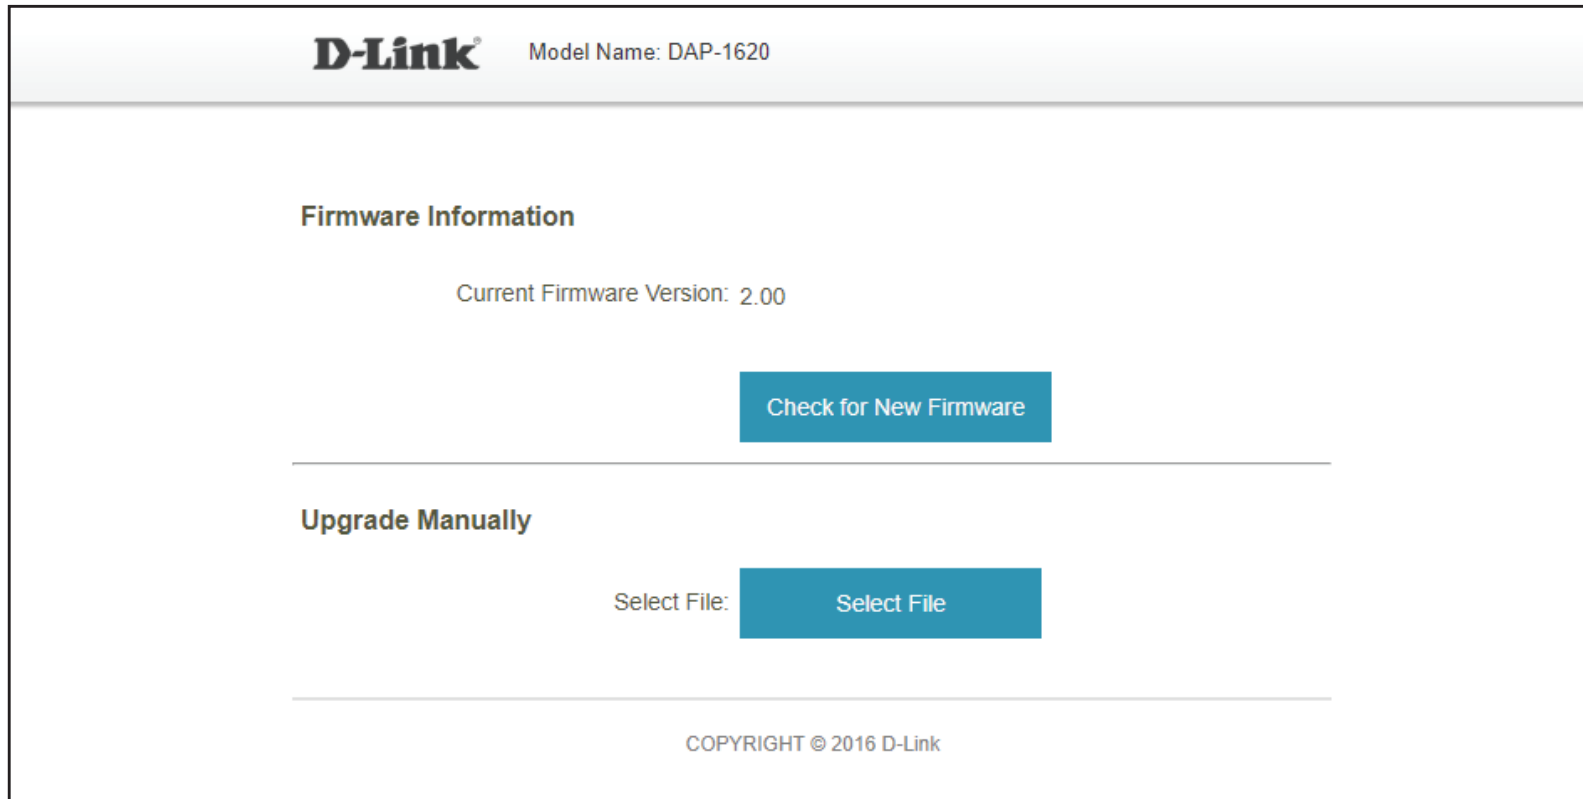 D-Link® Model Name: DAP-1620
Firmware Information
Current Firmware Version: 2.00
Check for New Firmware
Upgrade Manually
Select File: Select File
COPYRIGHT © 2016 D-Link